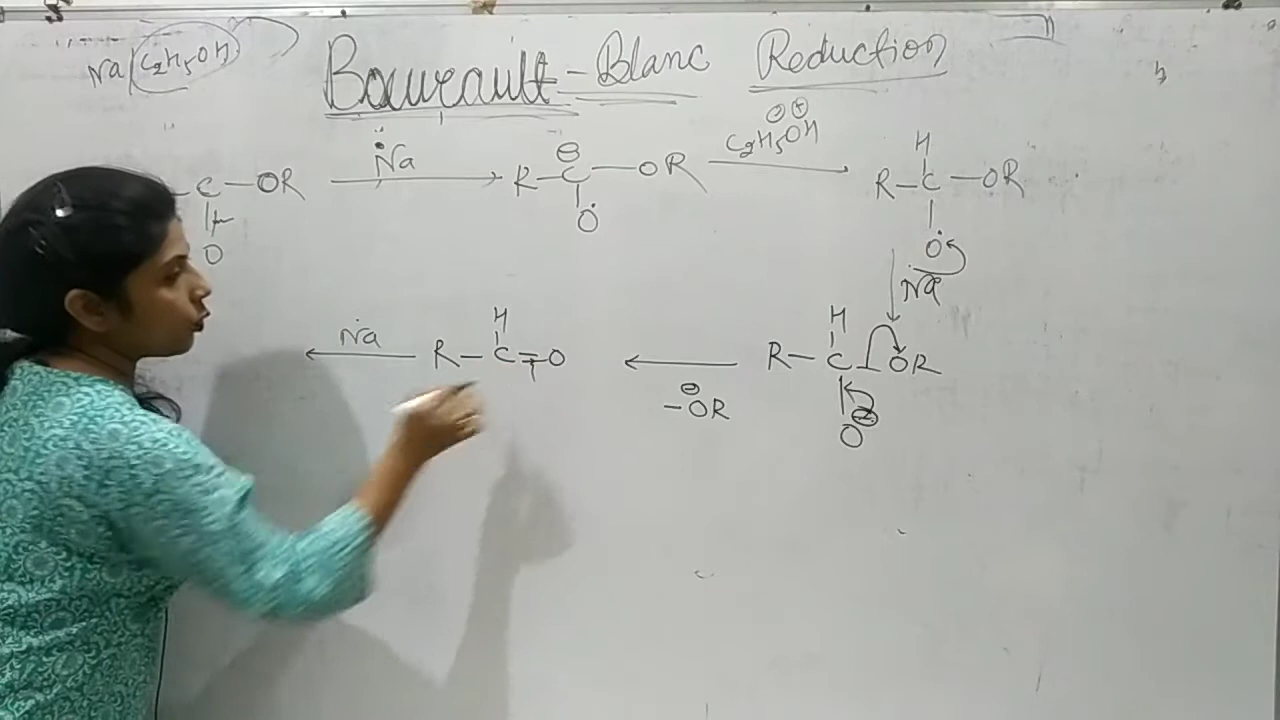 Na/C₂H₅OH
Bouveault-Blanc Reduction
C-OR
O
Na
⊖
R-C-OR
O
⊖ ⊕
C₂H₅OH
H
R-C-OR
O
Na
H
R-C-OR
⊖
O
⊖
-OR
H
R-C=O
Na